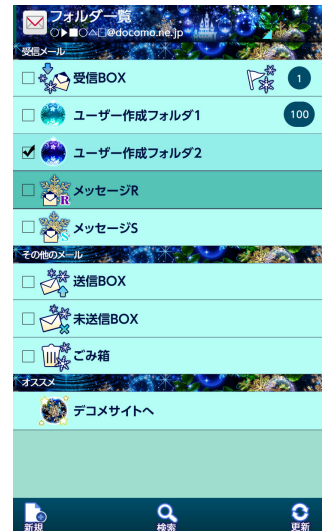 フォルダ一覧
○▶■○△□@docomo.ne.jp
受信メール
受信BOX
1
ユーザー作成フォルダ1
100
ユーザー作成フォルダ2
メッセージR
R
メッセージS
S
その他のメール
送信BOX
未送信BOX
ごみ箱
オススメ
デコメサイトへ
新規
検索
更新